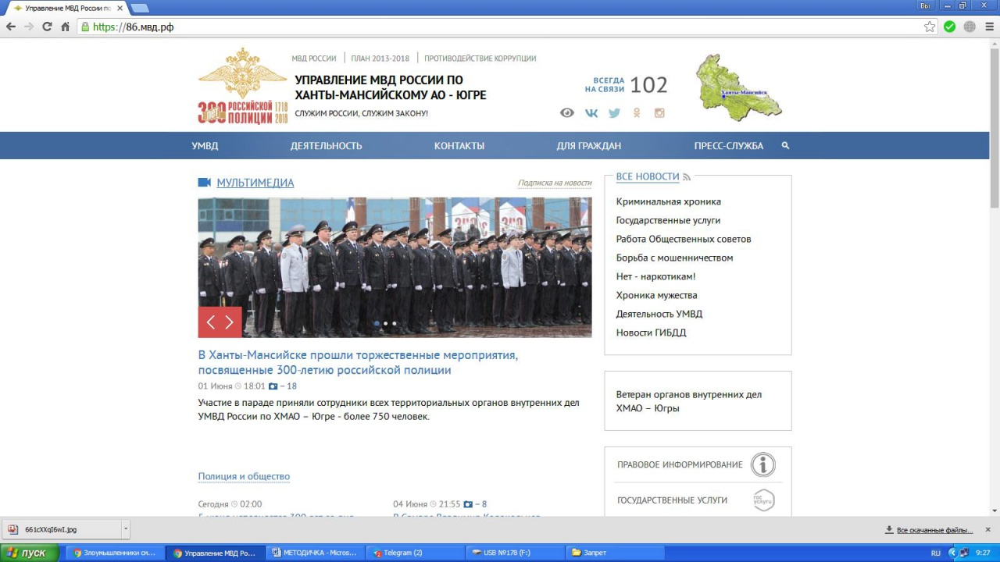 Управление МВД России по
Вы
https://86.мвд.рф
МВД РОССИИ
ПЛАН 2013-2018
ПРОТИВОДЕЙСТВИЕ КОРРУПЦИИ
УПРАВЛЕНИЕ МВД РОССИИ ПО
ХАНТЫ-МАНСИЙСКОМУ АО - ЮГРЕ
СЛУЖИМ РОССИИ, СЛУЖИМ ЗАКОНУ!
300 ЛЕТ РОССИЙСКОЙ 1718
ПОЛИЦИИ 2018
ВСЕГДА
НА СВЯЗИ
102
Ханты-Мансийск
УМВД
ДЕЯТЕЛЬНОСТЬ
КОНТАКТЫ
ДЛЯ ГРАЖДАН
ПРЕСС-СЛУЖБА
МУЛЬТИМЕДИА
Подписка на новости
В Ханты-Мансийске прошли торжественные мероприятия,
посвященные 300-летию российской полиции
01 Июня 18:01 – 18
Участие в параде приняли сотрудники всех территориальных органов внутренних дел
УМВД России по ХМАО – Югре - более 750 человек.
Полиция и общество
Сегодня 02:00
04 Июня 21:55 – 8
ВСЕ НОВОСТИ
Криминальная хроника
Государственные услуги
Работа Общественных советов
Борьба с мошенничеством
Нет - наркотикам!
Хроника мужества
Деятельность УМВД
Новости ГИБДД
Ветеран органов внутренних дел
ХМАО – Югры
ПРАВОВОЕ ИНФОРМИРОВАНИЕ
ГОСУДАРСТВЕННЫЕ УСЛУГИ
гос
услуги
661cXXqI6wI.jpg
Все скачанные файлы...
пуск
Злоумышленники см...
Управление МВД Ро...
МЕТОДИЧКА - Micros...
Telegram (2)
USB №178 (F:)
Запрет
RU
9:27